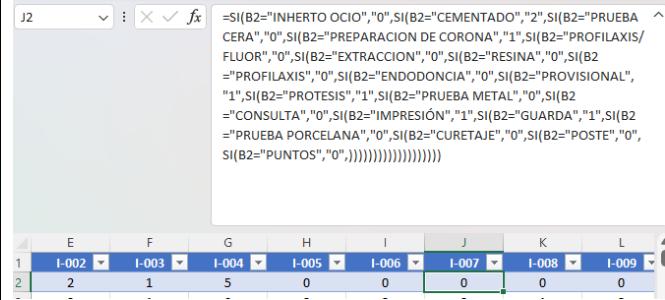 J2 fx =SI(B2="INHERTO OCIO","0",SI(B2="CEMENTADO","2",SI(B2="PRUEBA
CERA","0",SI(B2="PREPARACION DE CORONA","1",SI(B2="PROFILAXIS/
FLUOR","0",SI(B2="EXTRACCION","0",SI(B2="RESINA","0",SI(B2
="PROFILAXIS","0",SI(B2="ENDODONCIA","0",SI(B2="PROVISIONAL",
"1",SI(B2="PROTESIS","1",SI(B2="PRUEBA METAL","0",SI(B2
="CONSULTA","0",SI(B2="IMPRESIÓN","1",SI(B2="GUARDA","1",SI(B2
="PRUEBA PORCELANA","0",SI(B2="CURETAJE","0",SI(B2="POSTE","0",
SI(B2="PUNTOS","0",)))))))))))))))))))
E F G H I J K L
1 I-002 I-003 I-004 I-005 I-006 I-007 I-008 I-009
2 2 1 5 0 0 0 0 0